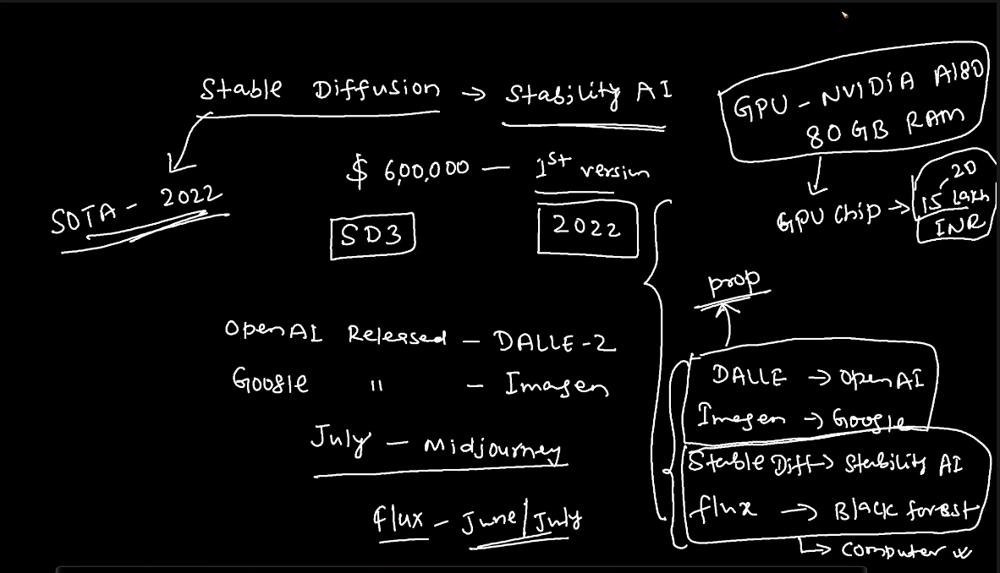 Stable Diffusion → Stability AI
GPU - NVIDIA A180
80 GB RAM
$ 6,00,000 — 1st version
SOTA - 2022
SD3
2022
GPU chip → 15, 20 Lakh
INR
prop
OpenAI Released — DALLE-2
Google " — Imagen
July — Midjourney
flux - June/July
DALLE → OpenAI
Imagen → Google
Stable Diff → Stability AI
flux → Black forest
↳ computer